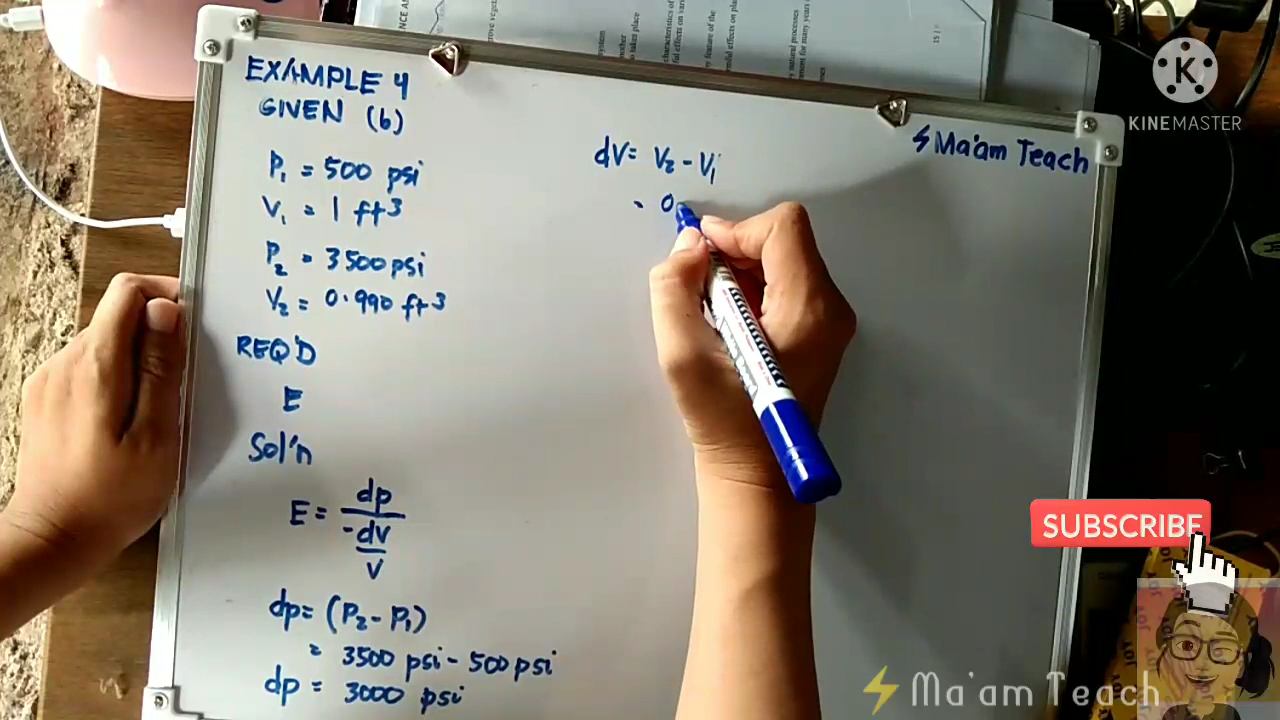 EXAMPLE 4
GIVEN (b)
P₁ = 500 psi
V₁ = 1 ft³
P₂ = 3500 psi
V₂ = 0.990 ft³
REQ'D
E
Sol'n
E = dp
-dV
V
dp = (P₂ - P₁)
= 3500 psi - 500 psi
dp = 3000 psi
dV = V₂ - V₁
= 0
⚡Ma'am Teach
K
KINEMASTER
SUBSCRIBE
⚡Ma'am Teach
15 / 7